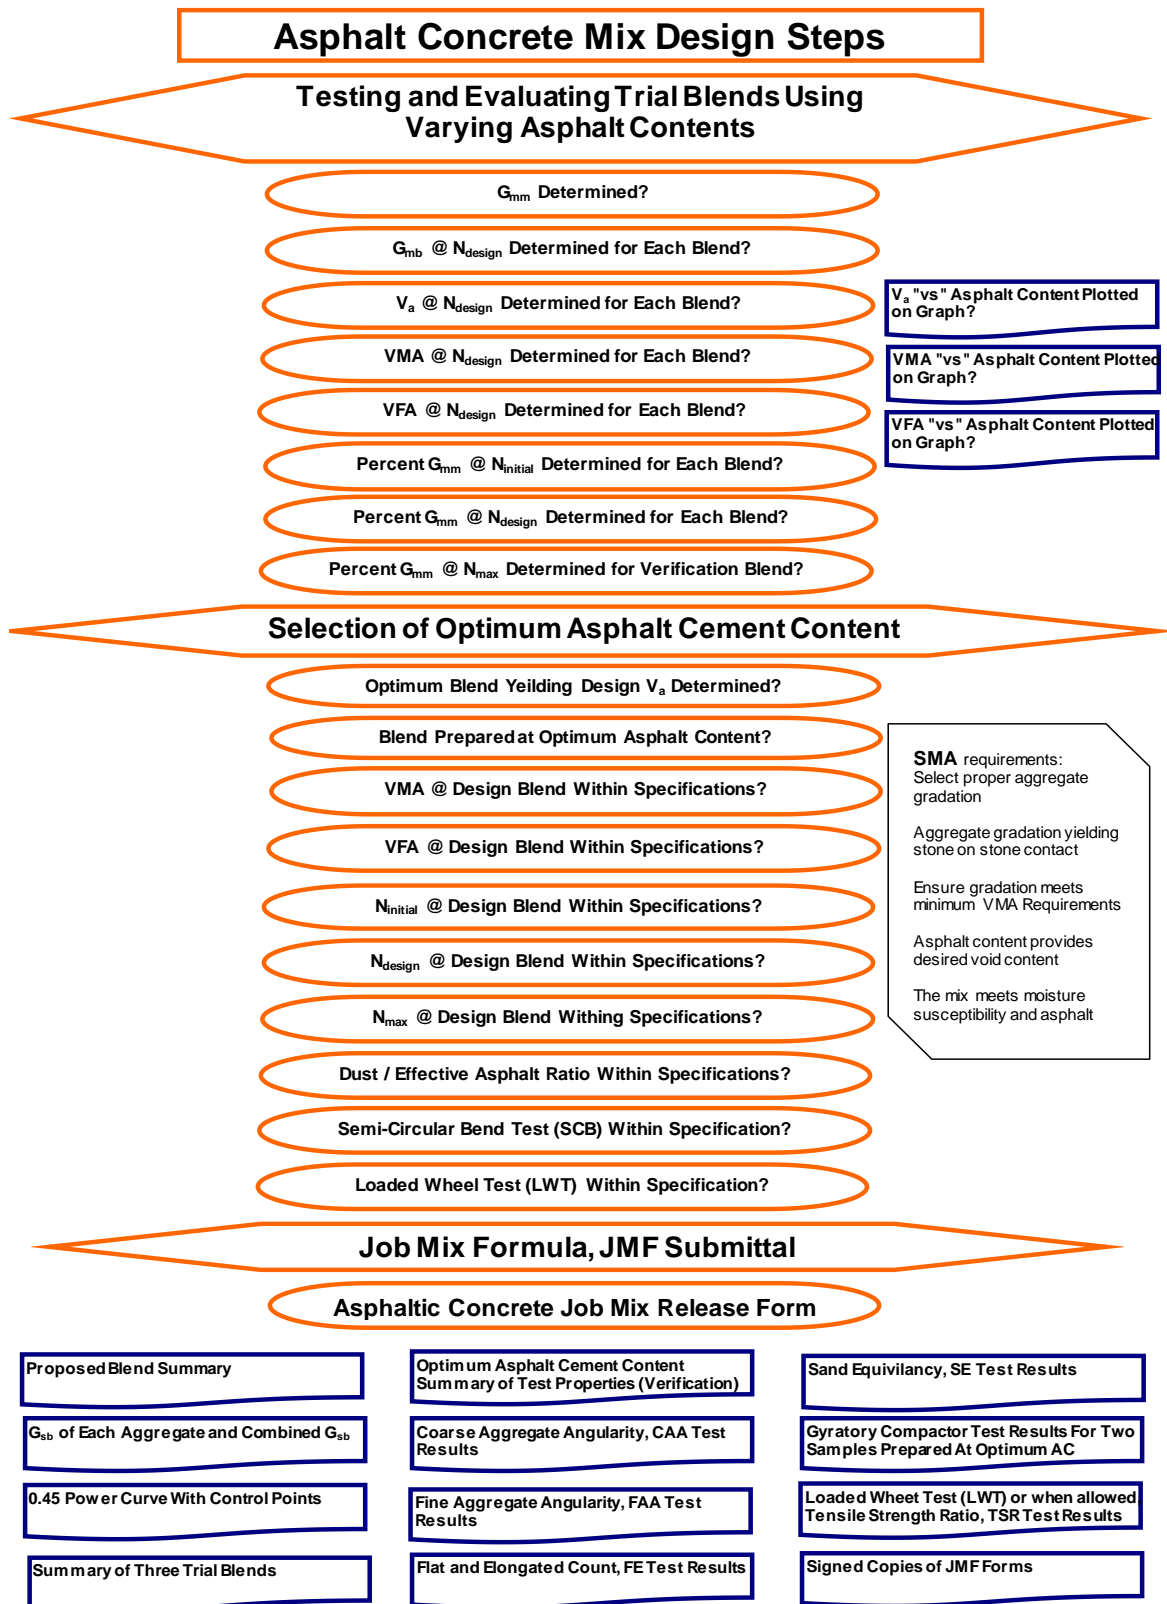 Asphalt Concrete Mix Design Steps
Testing and Evaluating Trial Blends Using
Varying Asphalt Contents
Gmm Determined?
Gmb @ Ndesign Determined for Each Blend?
Va @ Ndesign Determined for Each Blend?
Va "vs" Asphalt Content Plotted
on Graph?
VMA @ Ndesign Determined for Each Blend?
VMA "vs" Asphalt Content Plotted
on Graph?
VFA @ Ndesign Determined for Each Blend?
VFA "vs" Asphalt Content Plotted
on Graph?
Percent Gmm @ Ninitial Determined for Each Blend?
Percent Gmm @ Ndesign Determined for Each Blend?
Percent Gmm @ Nmax Determined for Verification Blend?
Selection of Optimum Asphalt Cement Content
Optimum Blend Yeilding Design Va Determined?
Blend Prepared at Optimum Asphalt Content?
VMA @ Design Blend Within Specifications?
VFA @ Design Blend Within Specifications?
Ninitial @ Design Blend Within Specifications?
Ndesign @ Design Blend Within Specifications?
Nmax @ Design Blend Withing Specifications?
Dust / Effective Asphalt Ratio Within Specifications?
Semi-Circular Bend Test (SCB) Within Specification?
Loaded Wheel Test (LWT) Within Specification?
SMA requirements:
Select proper aggregate
gradation
Aggregate gradation yielding
stone on stone contact
Ensure gradation meets
minimum VMA Requirements
Asphalt content provides
desired void content
The mix meets moisture
susceptibility and asphalt
Job Mix Formula, JMF Submittal
Asphaltic Concrete Job Mix Release Form
Proposed Blend Summary
Gsb of Each Aggregate and Combined Gsb
0.45 Power Curve With Control Points
Summary of Three Trial Blends
Optimum Asphalt Cement Content
Summary of Test Properties (Verification)
Coarse Aggregate Angularity, CAA Test
Results
Fine Aggregate Angularity, FAA Test
Results
Flat and Elongated Count, FE Test Results
Sand Equivilancy, SE Test Results
Gyratory Compactor Test Results For Two
Samples Prepared At Optimum AC
Loaded Wheet Test (LWT) or when allowed,
Tensile Strength Ratio, TSR Test Results
Signed Copies of JMF Forms